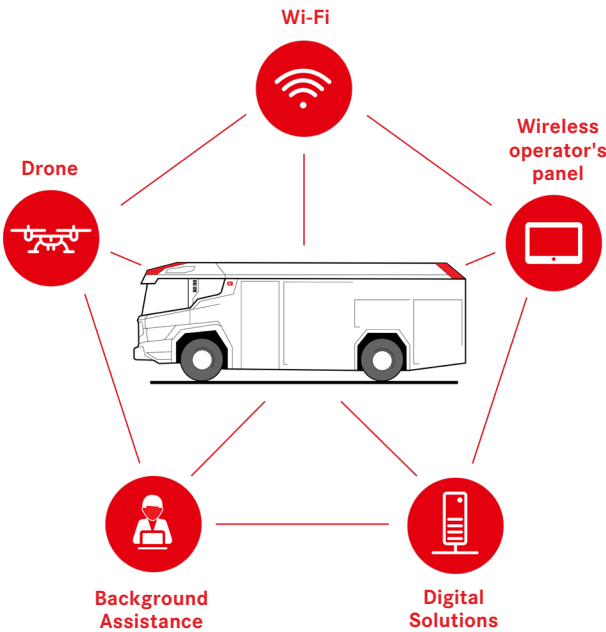 Wi-Fi
Wireless
operator's
panel
Drone
Background
Assistance
Digital
Solutions